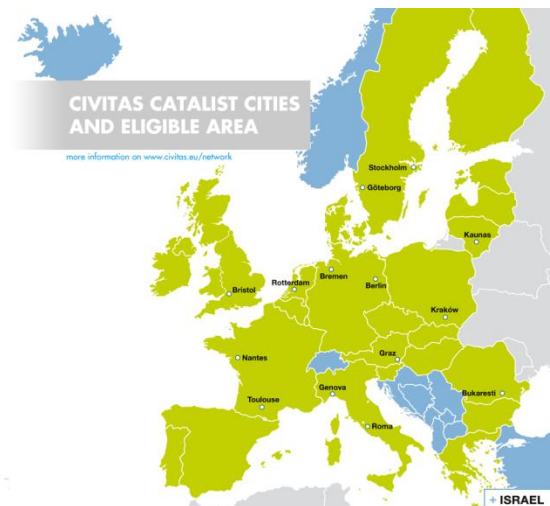 CIVITAS CATALIST CITIES
AND ELIGIBLE AREA
more information on www.civitas.eu/network
Stockholm
Göteborg
Kaunas
Bremen
Rotterdam
Berlin
Bristol
Kraków
Nantes
Graz
Genova
Bukaresti
Toulouse
Roma
+ ISRAEL